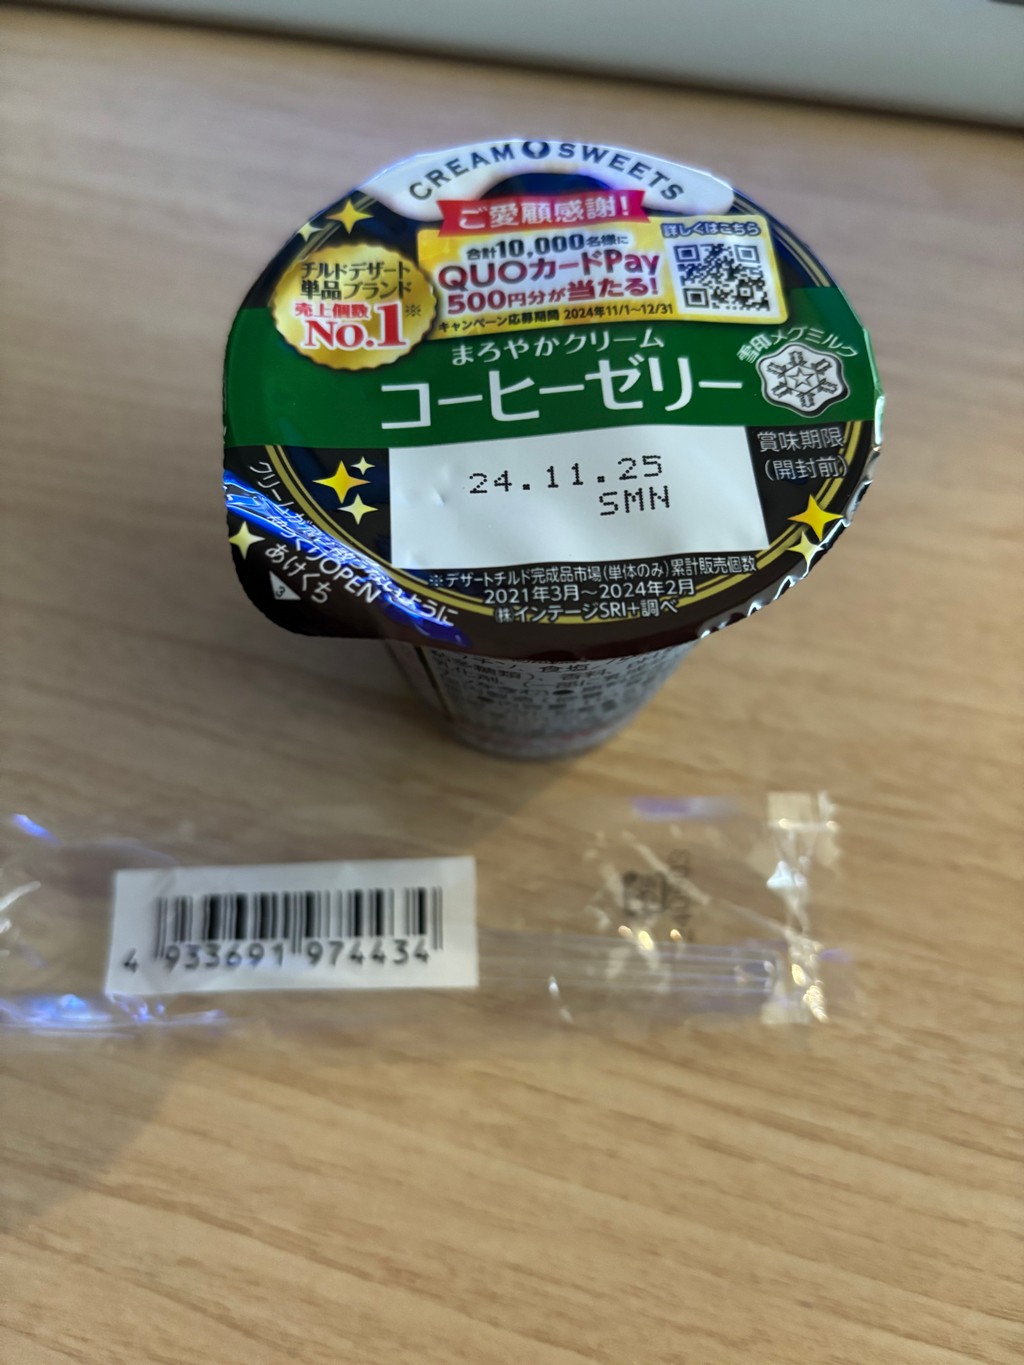 CREAM SWEETS
ご愛顧感謝!
合計10,000名様に
QUOカードPay
500円分が当たる!
キャンペーン応募期間 2024年11/1~12/31
詳しくはこちら
チルドデザート
単品ブランド
売上個数※
No.1
まろやかクリーム
コーヒーゼリー
雪印メグミルク
賞味期限
(開封前)
24.11.25
SMN
ゆっくりOPEN
あけくち
※デザートチルド完成品市場(単体のみ)累計販売個数
2021年3月~2024年2月
㈱インテージSRI+調べ
4 933691 974434